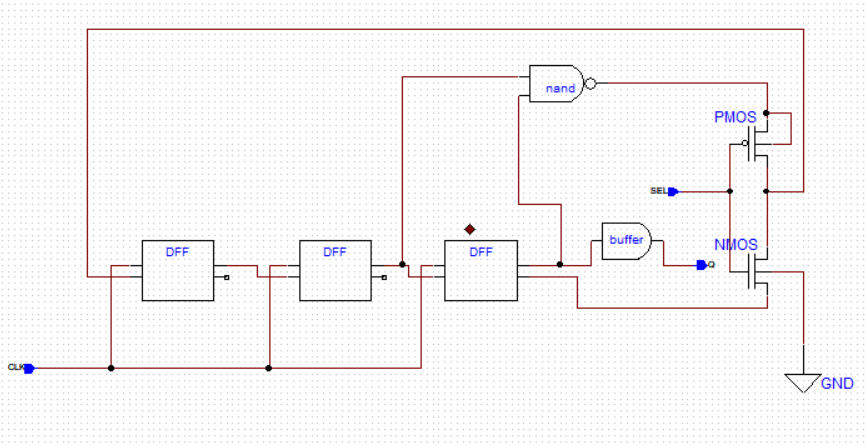 nand
PMOS
SEL
DFF
DFF
DFF
buffer
NMOS
Q
CLK
GND